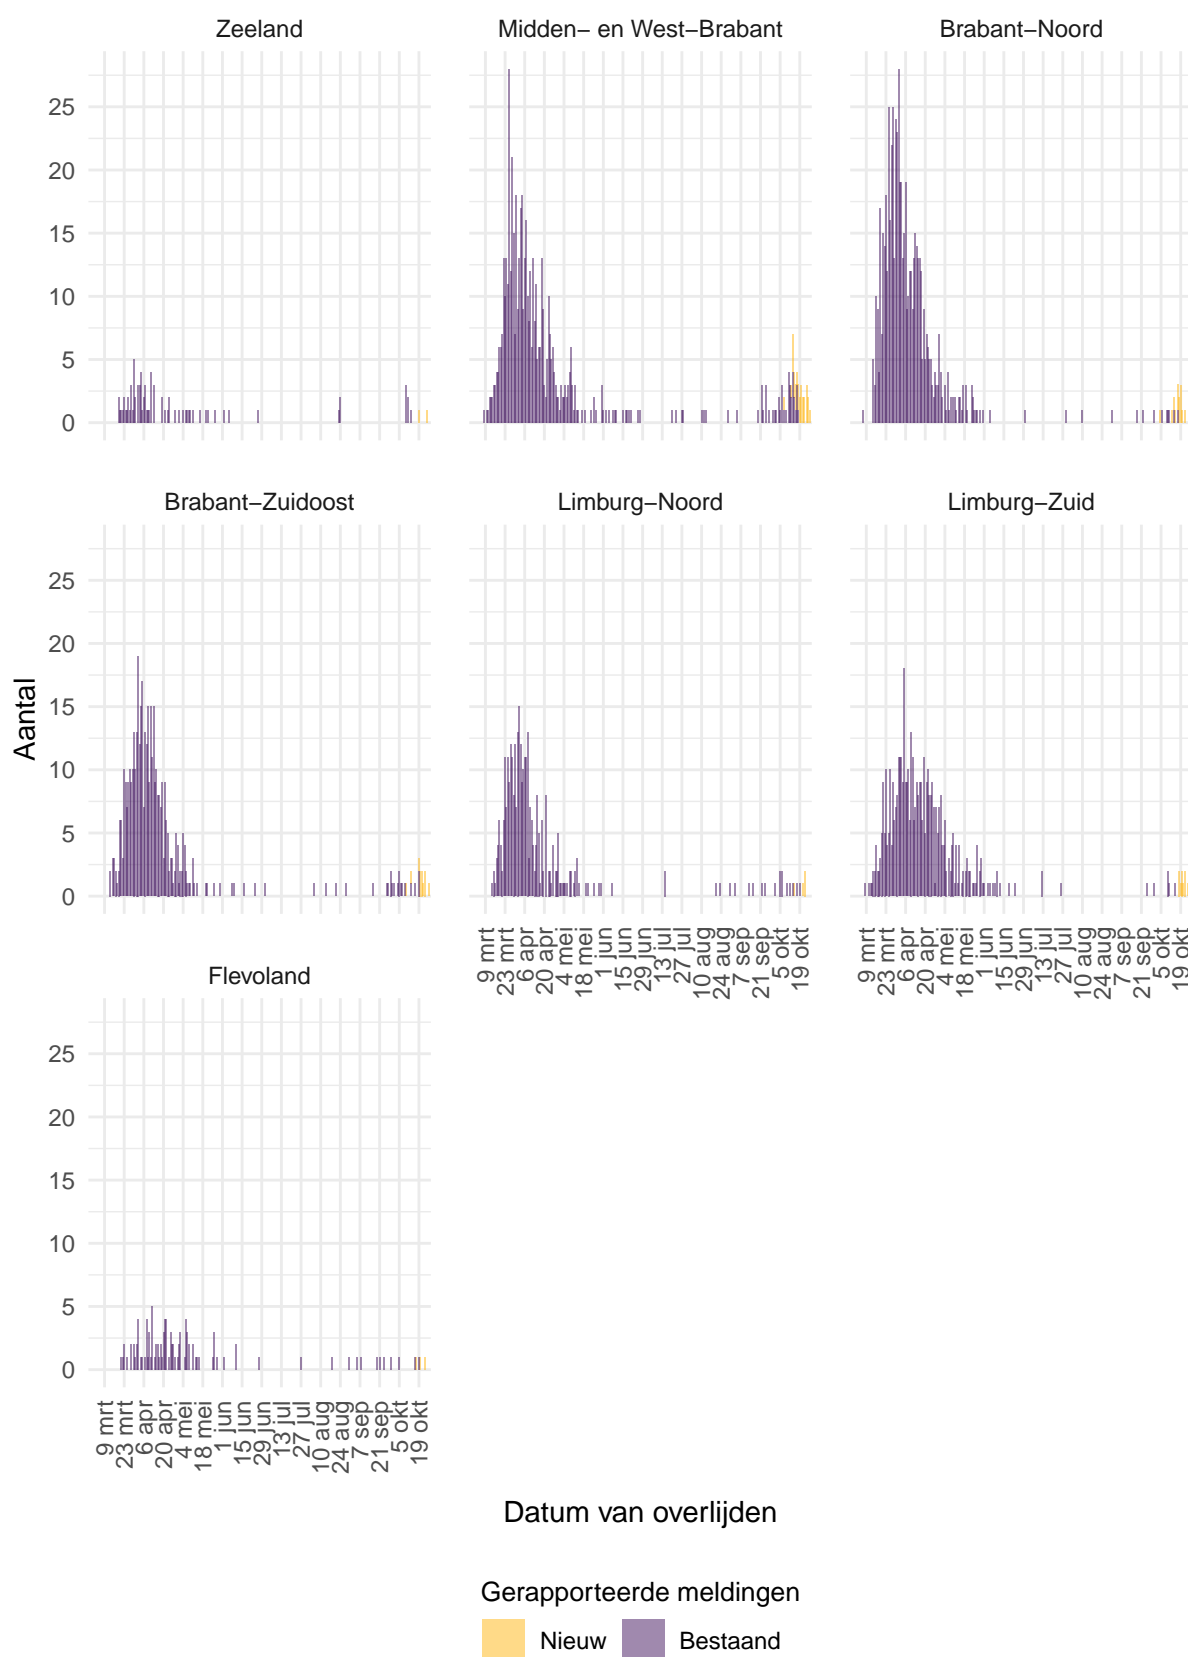 Zeeland
Midden− en West−Brabant
Brabant−Noord
25
20
15
10
5
0
Brabant−Zuidoost
Limburg−Noord
Limburg−Zuid
25
20
15
10
5
0
9 mrt
23 mrt
6 apr
20 apr
4 mei
18 mei
1 jun
15 jun
29 jun
13 jul
27 jul
10 aug
24 aug
7 sep
21 sep
5 okt
19 okt
9 mrt
23 mrt
6 apr
20 apr
4 mei
18 mei
1 jun
15 jun
29 jun
13 jul
27 jul
10 aug
24 aug
7 sep
21 sep
5 okt
19 okt
Flevoland
25
20
15
10
5
0
9 mrt
23 mrt
6 apr
20 apr
4 mei
18 mei
1 jun
15 jun
29 jun
13 jul
27 jul
10 aug
24 aug
7 sep
21 sep
5 okt
19 okt
Aantal
Datum van overlijden
Gerapporteerde meldingen
Nieuw
Bestaand